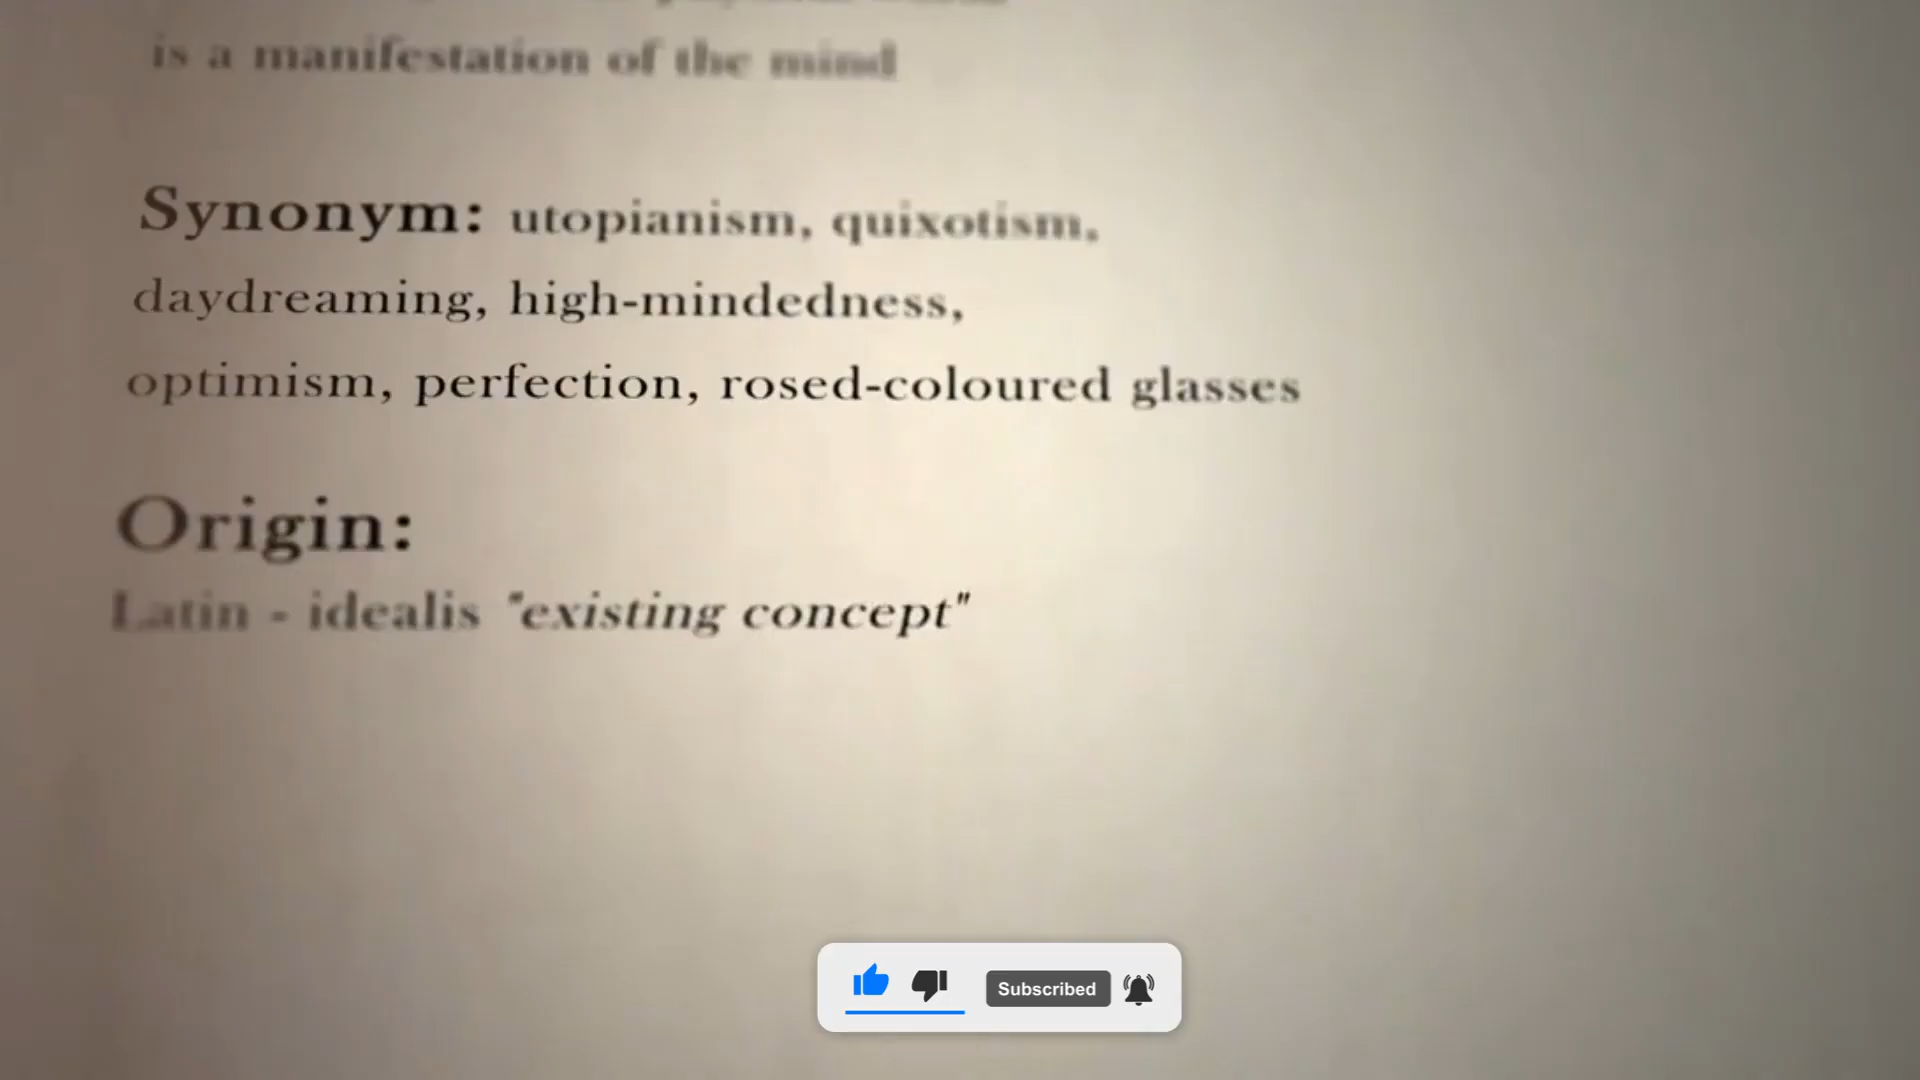 is a manifestation of the mind
Synonym: utopianism, quixotism,
daydreaming, high-mindedness,
optimism, perfection, rosed-coloured glasses
Origin:
Latin - idealis "existing concept"
Subscribed